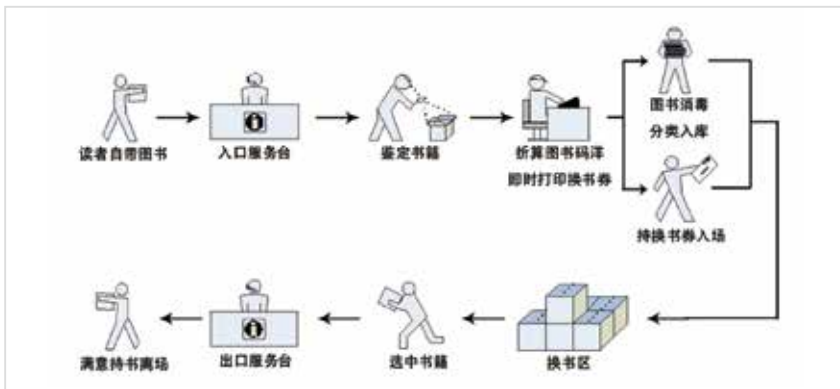 读者自带图书
入口服务台
鉴定书籍
折算图书码洋
即时打印换书券
图书消毒
分类入库
持换书券入场
满意持书离场
出口服务台
选中书籍
换书区